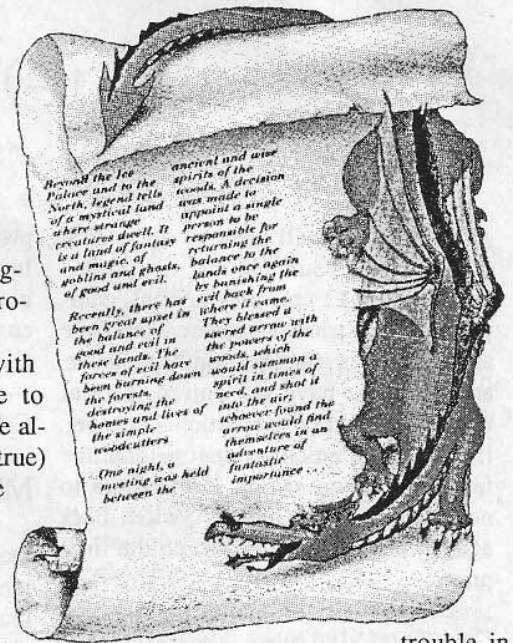 Beyond the Ice
Palace and to the
North, legend tells
of a mystical land
where strange
creatures dwell. It
is a land of fantasy
and magic, of
goblins and ghosts,
of good and evil.
Recently, there has
been great upset in
the balance of
good and evil in
these lands. The
forces of evil have
been burning down
the forests,
destroying the
homes and lives of
the simple
woodcutters
One night, a
meeting was held
between the
ancient and wise
spirits of the
woods. A decision
was made to
appoint a single
person to be
responsible for
returning the
balance to the
lands once again
by banishing the
evil back from
where it came.
They blessed a
sacred arrow with
the powers of the
woods, which
would summon a
spirit in times of
need, and shot it
into the air;
whoever found the
arrow would find
themselves in an
adventure of
fantastic
importance ...
g-
ro-
with
e to
e al-
true)
e
M
trouble in